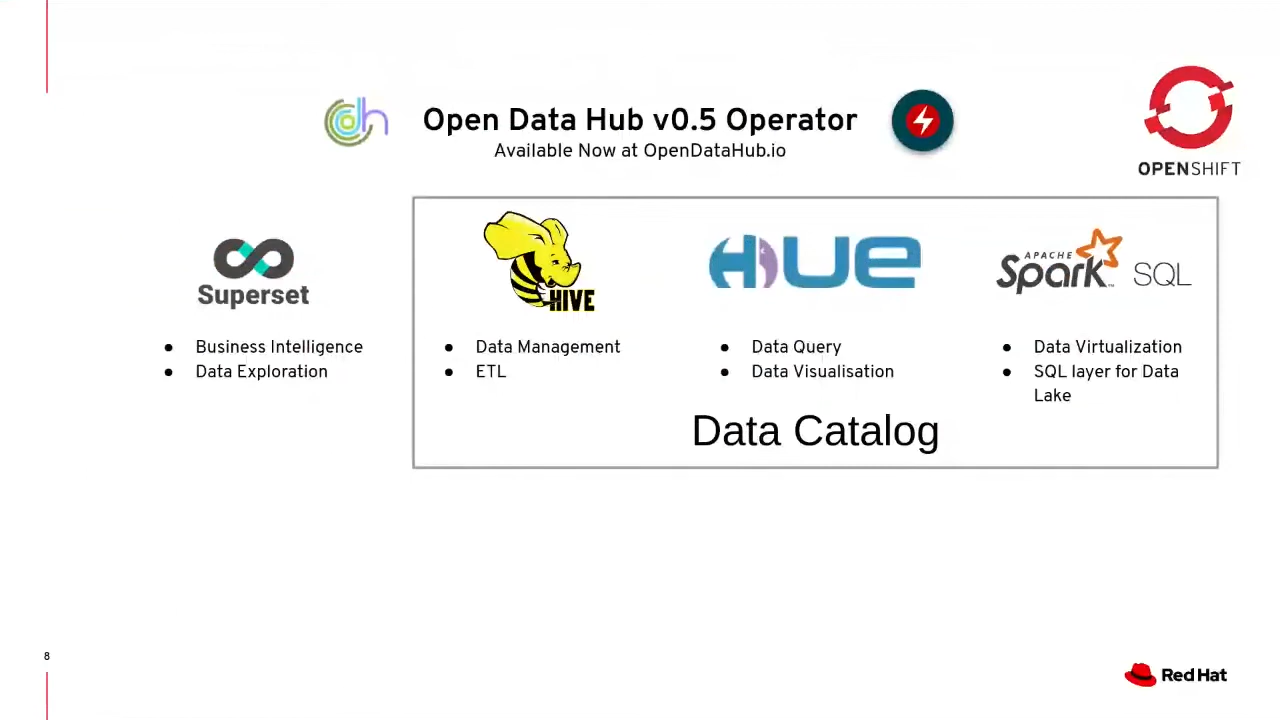 Open Data Hub v0.5 Operator
Available Now at OpenDataHub.io
OPENSHIFT
Superset
● Business Intelligence
● Data Exploration
HIVE
● Data Management
● ETL
HUE
● Data Query
● Data Visualisation
APACHE
Spark™ SQL
● Data Virtualization
● SQL layer for Data
Lake
Data Catalog
8
Red Hat